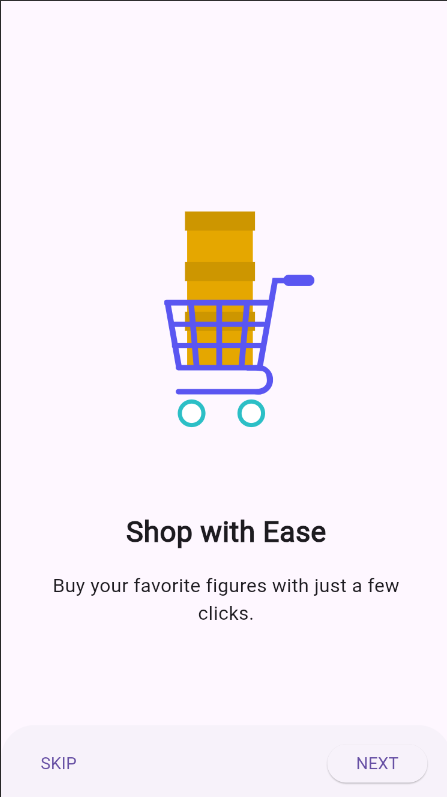 Shop with Ease
Buy your favorite figures with just a few
clicks.
SKIP
NEXT